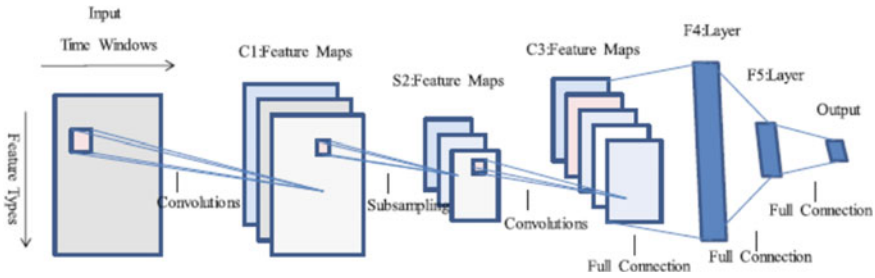 Input
Time Windows
Feature Types
C1:Feature Maps
S2:Feature Maps
C3:Feature Maps
F4:Layer
F5:Layer
Output
Convolutions
Subsampling
Convolutions
Full Connection
Full Connection
Full Connection